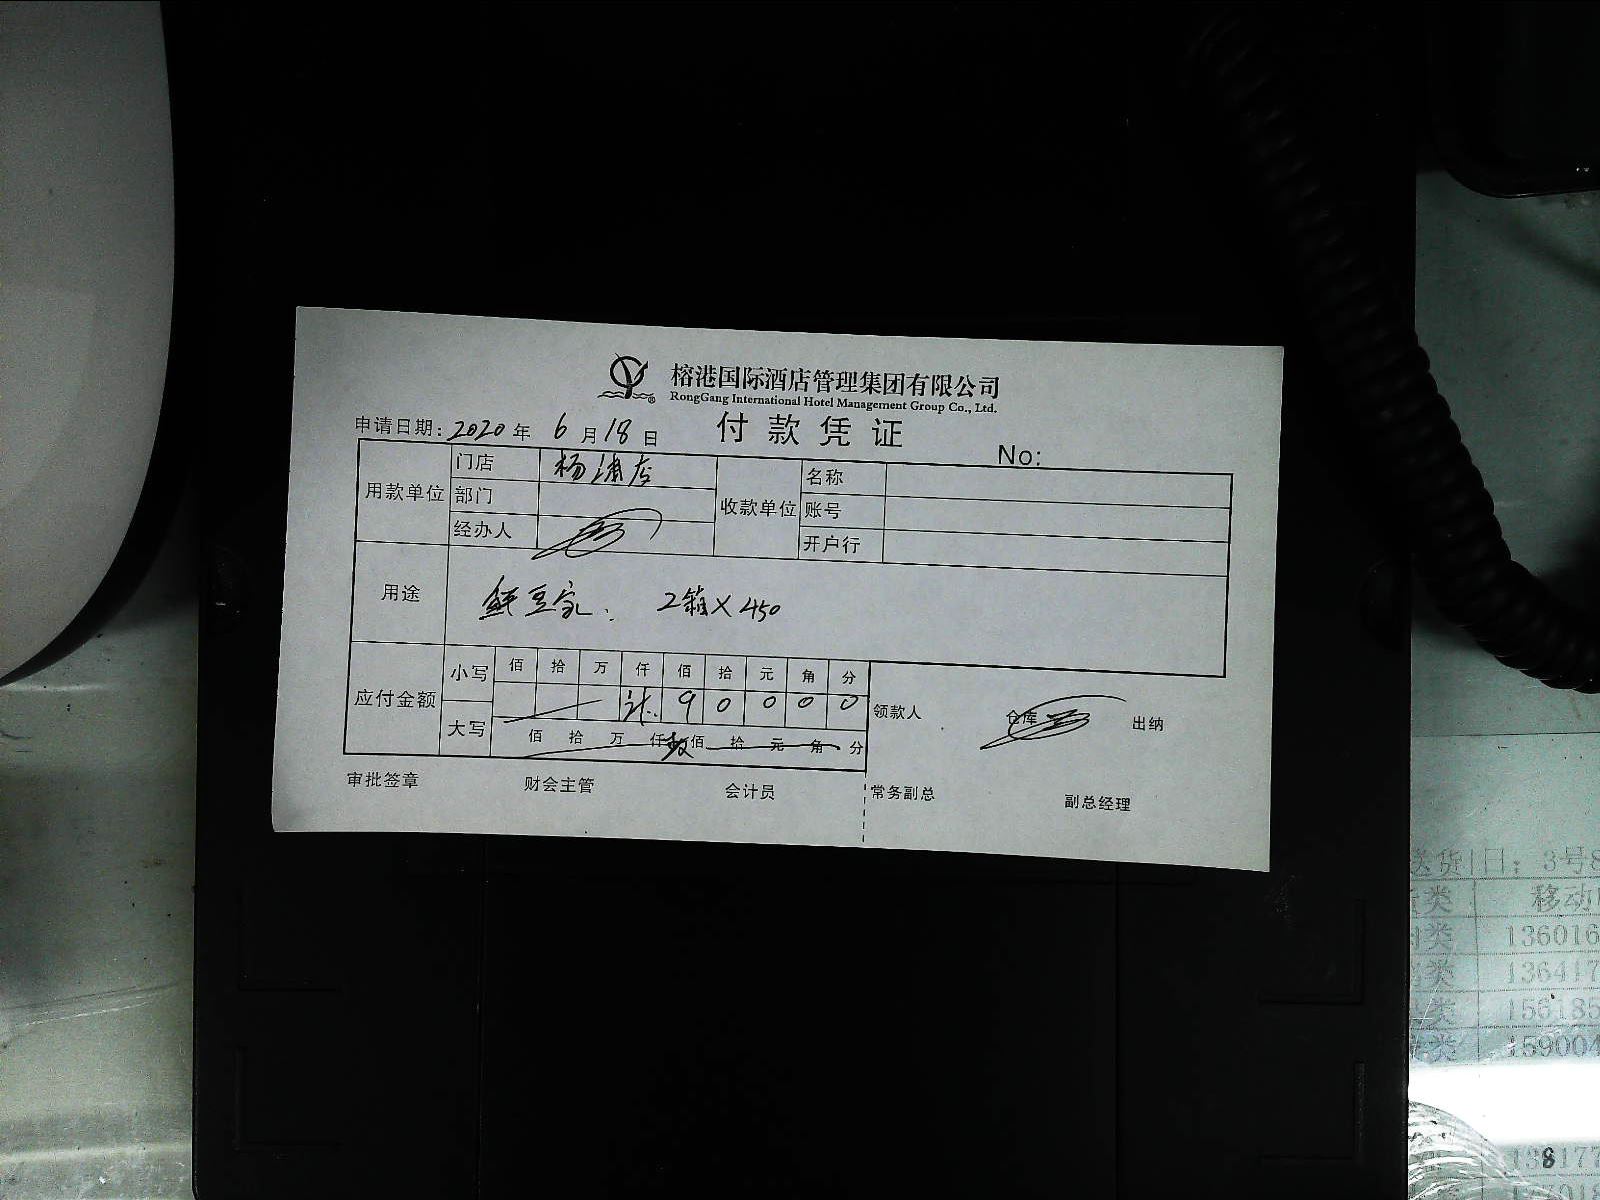 榕港国际酒店管理集团有限公司
RongGang International Hotel Management Group Co., Ltd.
付款凭证
申请日期: 2020 年 6 月 18 日
No:
用款单位 门店 杨浦店
部门
经办人
收款单位 名称
账号
开户行
用途 鲜豆家. 2箱×450
应付金额 小写 佰 拾 万 仟 佰 拾 元 角 分
计. 9 0 0 0 0
大写 佰 拾 万 仟 佰 拾 元 角 分
领款人 仓库 出纳
审批签章 财会主管 会计员 常务副总 副总经理
送货 日: 3号8
类 移动
类 136016
类 136417
类 156185
类 159004
138177